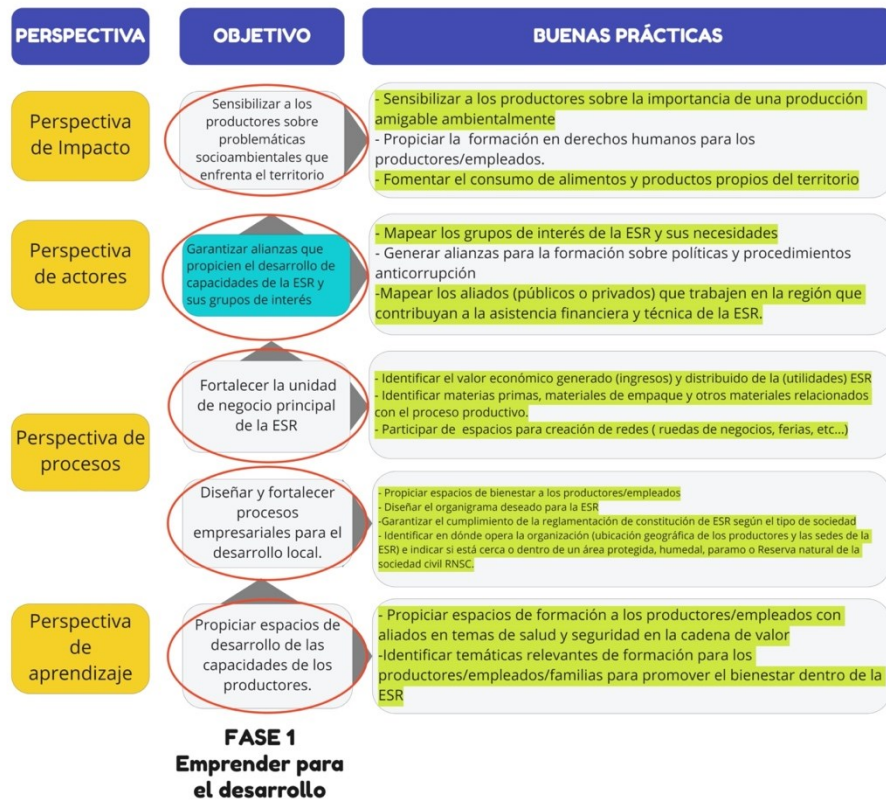 PERSPECTIVA
OBJETIVO
BUENAS PRÁCTICAS
Perspectiva
de Impacto
Sensibilizar a los
productores sobre
problemáticas
socioambientales que
enfrenta el territorio
- Sensibilizar a los productores sobre la importancia de una producción
amigable ambientalmente
- Propiciar la formación en derechos humanos para los
productores/empleados.
- Fomentar el consumo de alimentos y productos propios del territorio
Perspectiva
de actores
Garantizar alianzas que
propicien el desarrollo de
capacidades de la ESR y
sus grupos de interés
- Mapear los grupos de interés de la ESR y sus necesidades
- Generar alianzas para la formación sobre políticas y procedimientos
anticorrupción
-Mapear los aliados (públicos o privados) que trabajen en la región que
contribuyan a la asistencia financiera y técnica de la ESR.
Perspectiva de
procesos
Fortalecer la unidad
de negocio principal
de la ESR
- Identificar el valor económico generado (ingresos) y distribuido de la (utilidades) ESR
- Identificar materias primas, materiales de empaque y otros materiales relacionados
con el proceso productivo.
- Participar de espacios para creación de redes ( ruedas de negocios, ferias, etc...)
Diseñar y fortalecer
procesos
empresariales para el
desarrollo local.
- Propiciar espacios de bienestar a los productores/empleados
- Diseñar el organigrama deseado para la ESR
-Garantizar el cumplimiento de la reglamentación de constitución de ESR según el tipo de sociedad
- Identificar en dónde opera la organización (ubicación geográfica de los productores y las sedes de la
ESR) e indicar si está cerca o dentro de un área protegida, humedal, paramo o Reserva natural de la
sociedad civil RNSC.
Perspectiva
de
aprendizaje
Propiciar espacios de
desarrollo de las
capacidades de los
productores.
- Propiciar espacios de formación a los productores/empleados con
aliados en temas de salud y seguridad en la cadena de valor
-Identificar temáticas relevantes de formación para los
productores/empleados/familias para promover el bienestar dentro de la
ESR
FASE 1
Emprender para
el desarrollo